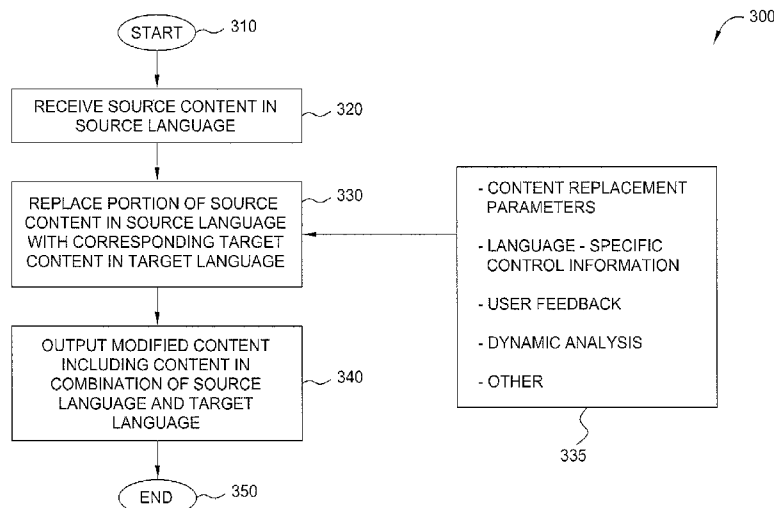 300
START
310
RECEIVE SOURCE CONTENT IN
SOURCE LANGUAGE
320
REPLACE PORTION OF SOURCE
CONTENT IN SOURCE LANGUAGE
WITH CORRESPONDING TARGET
CONTENT IN TARGET LANGUAGE
330
- CONTENT REPLACEMENT
PARAMETERS
- LANGUAGE - SPECIFIC
CONTROL INFORMATION
- USER FEEDBACK
- DYNAMIC ANALYSIS
- OTHER
335
OUTPUT MODIFIED CONTENT
INCLUDING CONTENT IN
COMBINATION OF SOURCE
LANGUAGE AND TARGET
LANGUAGE
340
END
350